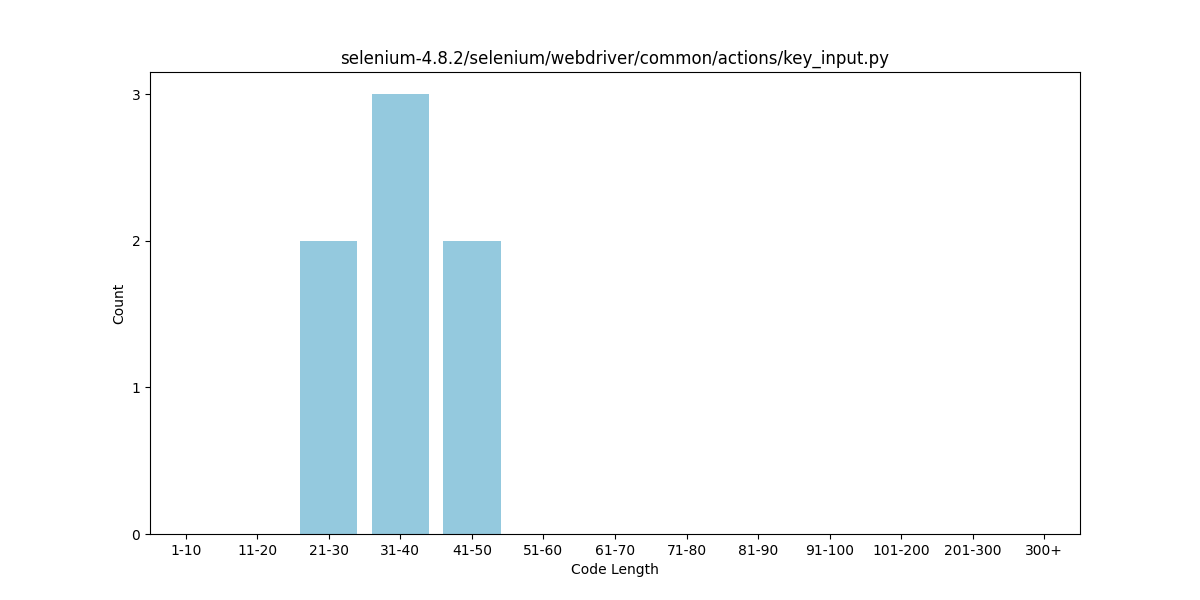 selenium-4.8.2/selenium/webdriver/common/actions/key_input.py
3
2
1
0
Count
1-10 11-20 21-30 31-40 41-50 51-60 61-70 71-80 81-90 91-100 101-200 201-300 300+
Code Length